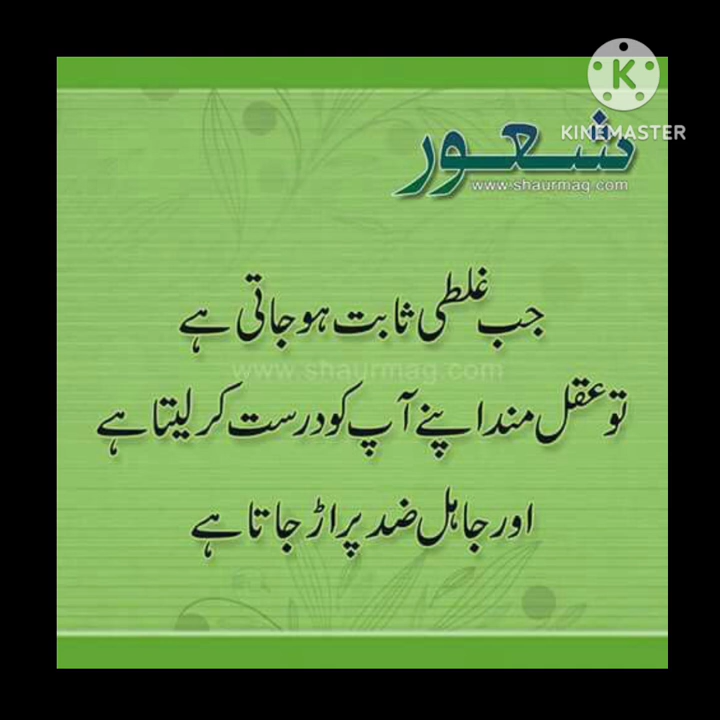 KINEMASTER
شعور
www.shaurmag.com
جب غلطی ثابت ہو جاتی ہے
www.shaurmag.com
تو عقل مند اپنے آپ کو درست کر لیتا ہے
اور جاہل ضد پر اڑ جاتا ہے